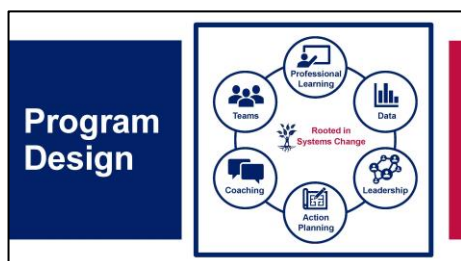 Program
Design
Professional
Learning
Teams
Data
Rooted in
Systems Change
Coaching
Leadership
Action
Planning